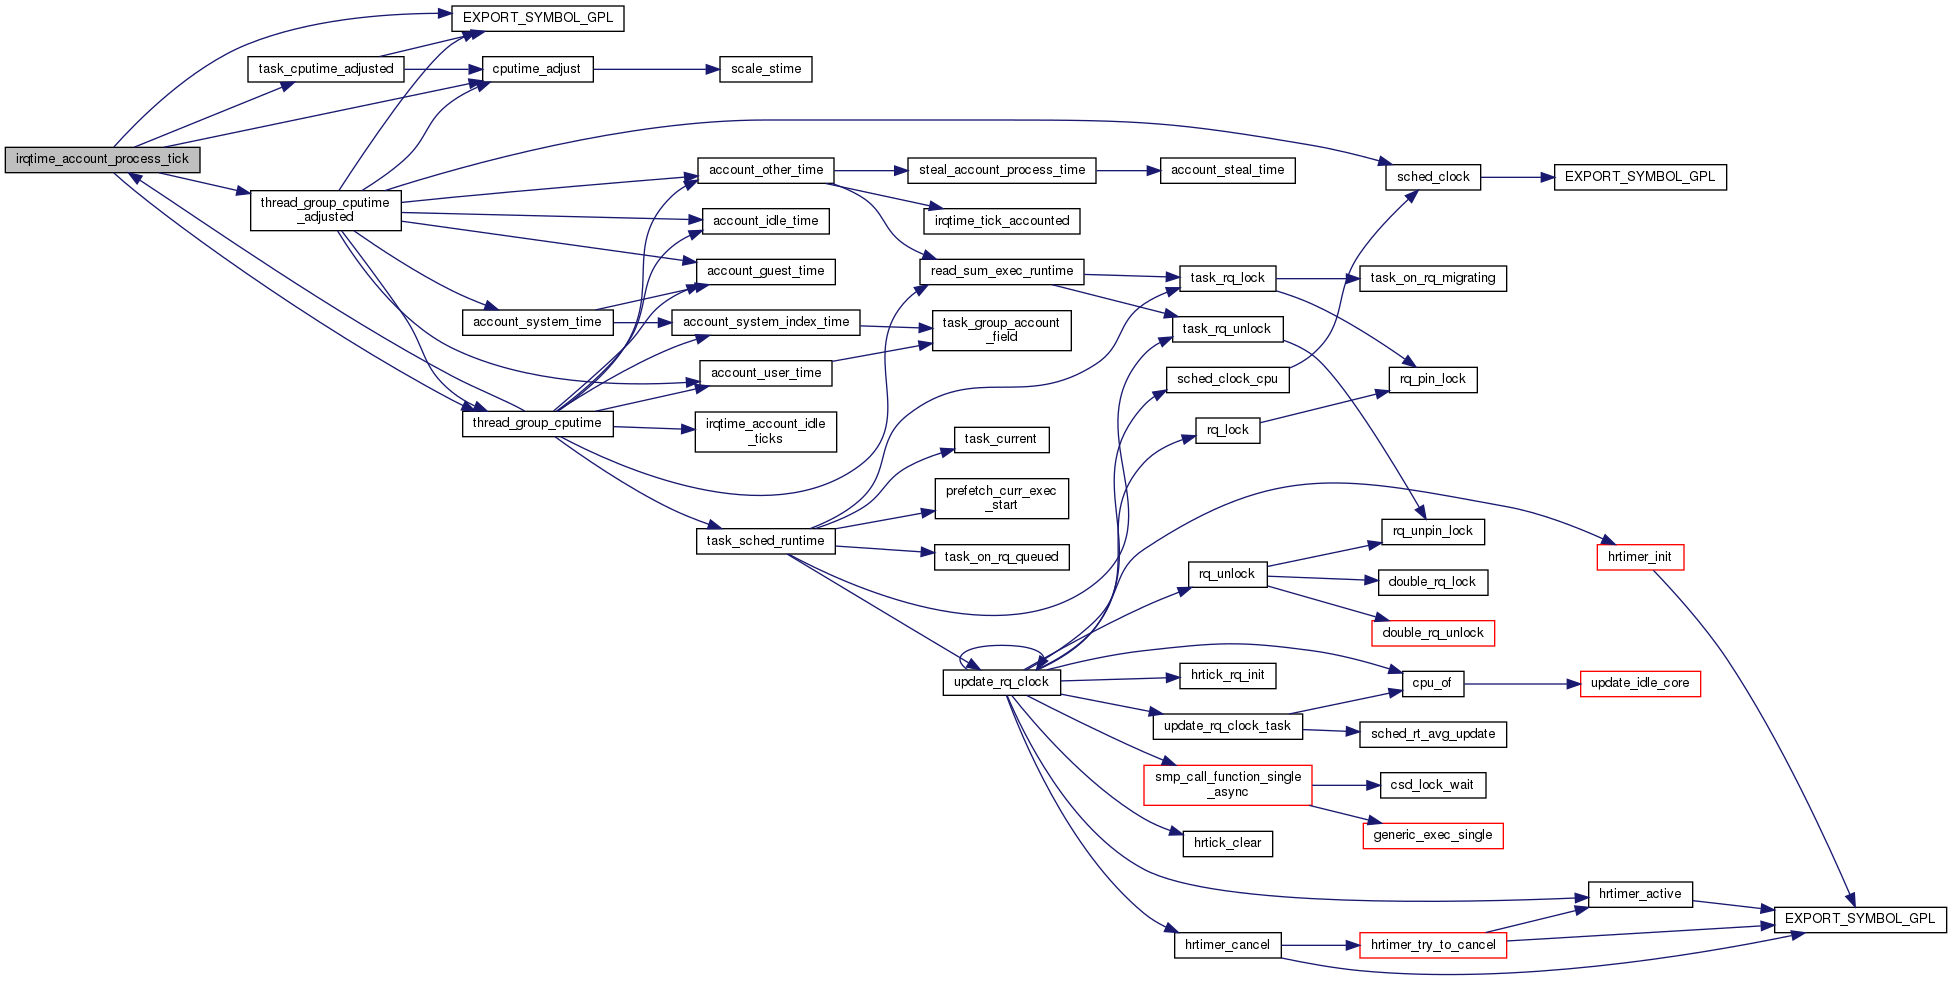 EXPORT_SYMBOL_GPL
task_cputime_adjusted
cputime_adjust
scale_stime
irqtime_account_process_tick
thread_group_cputime
_adjusted
account_other_time
steal_account_process_time
account_steal_time
sched_clock
EXPORT_SYMBOL_GPL
account_idle_time
irqtime_tick_accounted
account_guest_time
read_sum_exec_runtime
task_rq_lock
task_on_rq_migrating
account_system_time
account_system_index_time
task_group_account
_field
task_rq_unlock
account_user_time
sched_clock_cpu
rq_pin_lock
thread_group_cputime
irqtime_account_idle
_ticks
task_current
rq_lock
prefetch_curr_exec
_start
task_sched_runtime
task_on_rq_queued
rq_unpin_lock
hrtimer_init
rq_unlock
double_rq_lock
double_rq_unlock
update_rq_clock
hrtick_rq_init
cpu_of
update_idle_core
update_rq_clock_task
sched_rt_avg_update
smp_call_function_single
_async
csd_lock_wait
generic_exec_single
hrtick_clear
hrtimer_active
EXPORT_SYMBOL_GPL
hrtimer_cancel
hrtimer_try_to_cancel